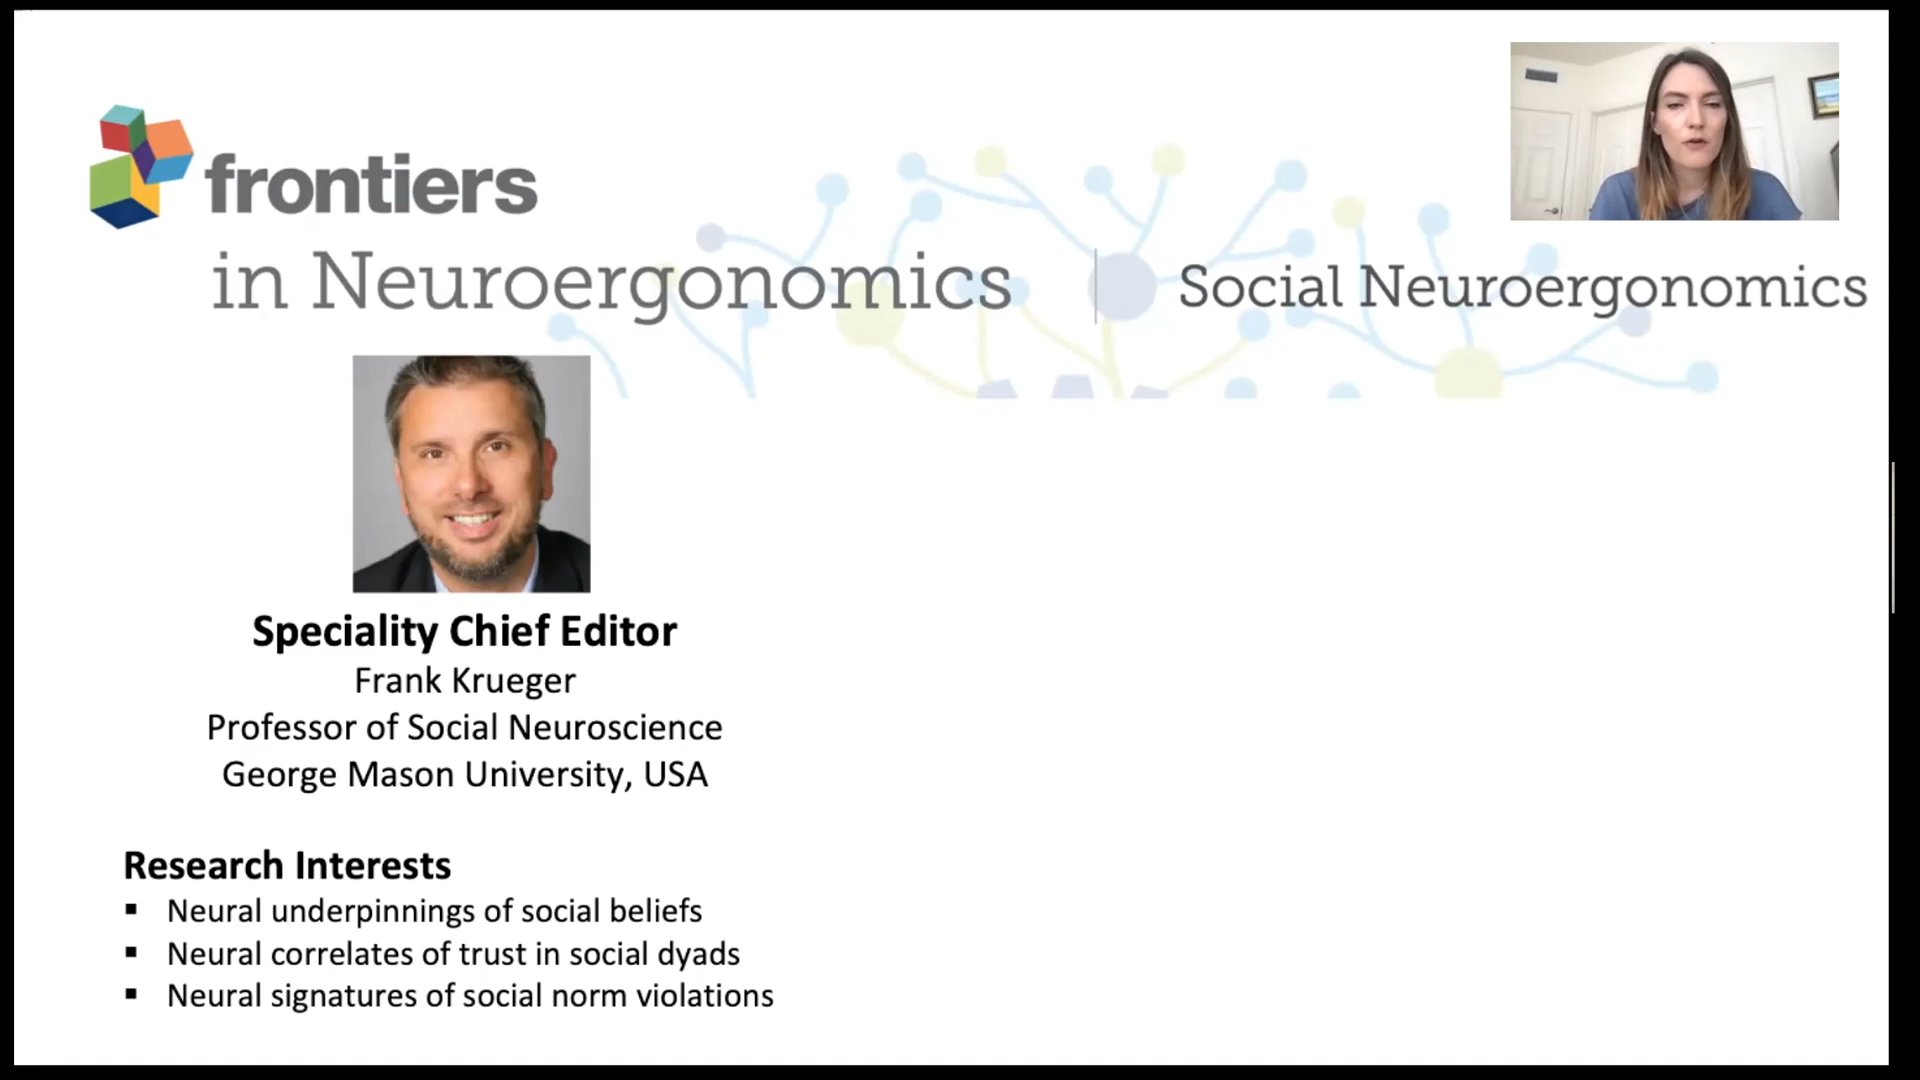 frontiers
in Neuroergonomics
Social Neuroergonomics
Speciality Chief Editor
Frank Krueger
Professor of Social Neuroscience
George Mason University, USA
Research Interests
▪ Neural underpinnings of social beliefs
▪ Neural correlates of trust in social dyads
▪ Neural signatures of social norm violations